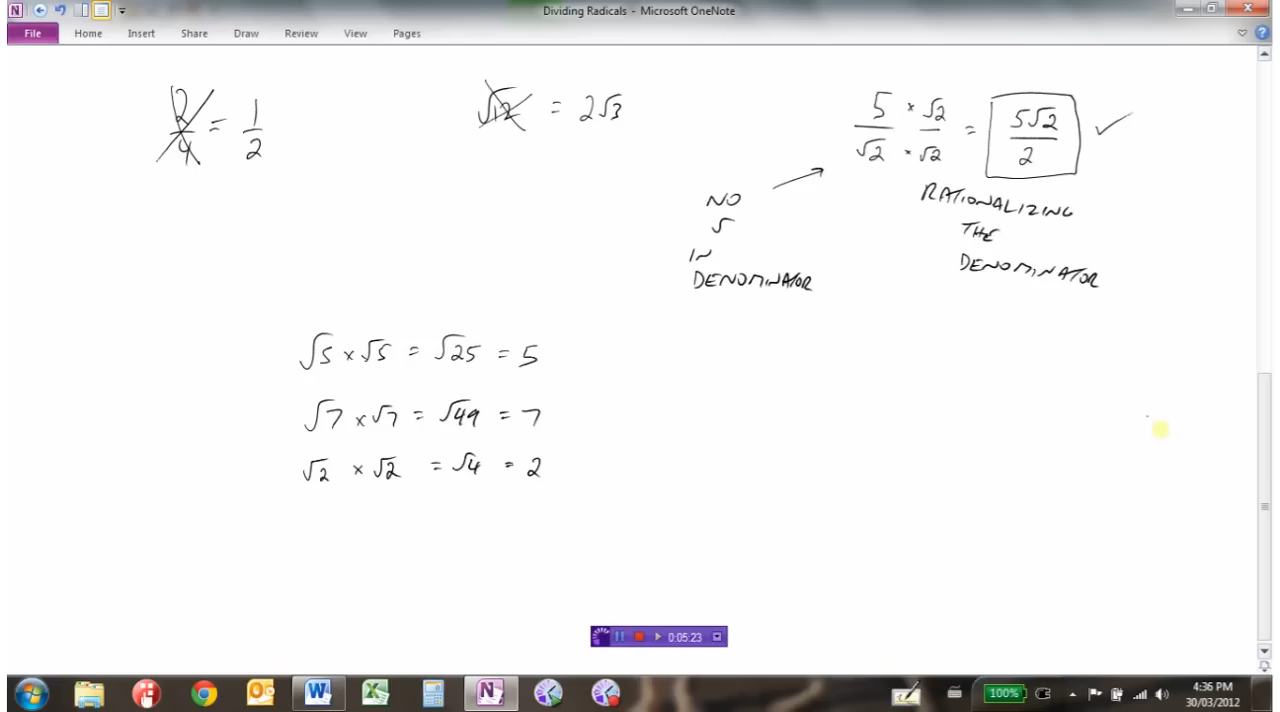 Dividing Radicals - Microsoft OneNote
File Home Insert Share Draw Review View Pages
2/4 = 1/2
√12 = 2√3
5/√2 × √2/× √2 = 5√2/2 ✓
NO
√
IN
DENOMINATOR
RATIONALIZING
THE
DENOMINATOR
√5 × √5 = √25 = 5
√7 × √7 = √49 = 7
√2 × √2 = √4 = 2
0:05:23
100%
4:36 PM
30/03/2012